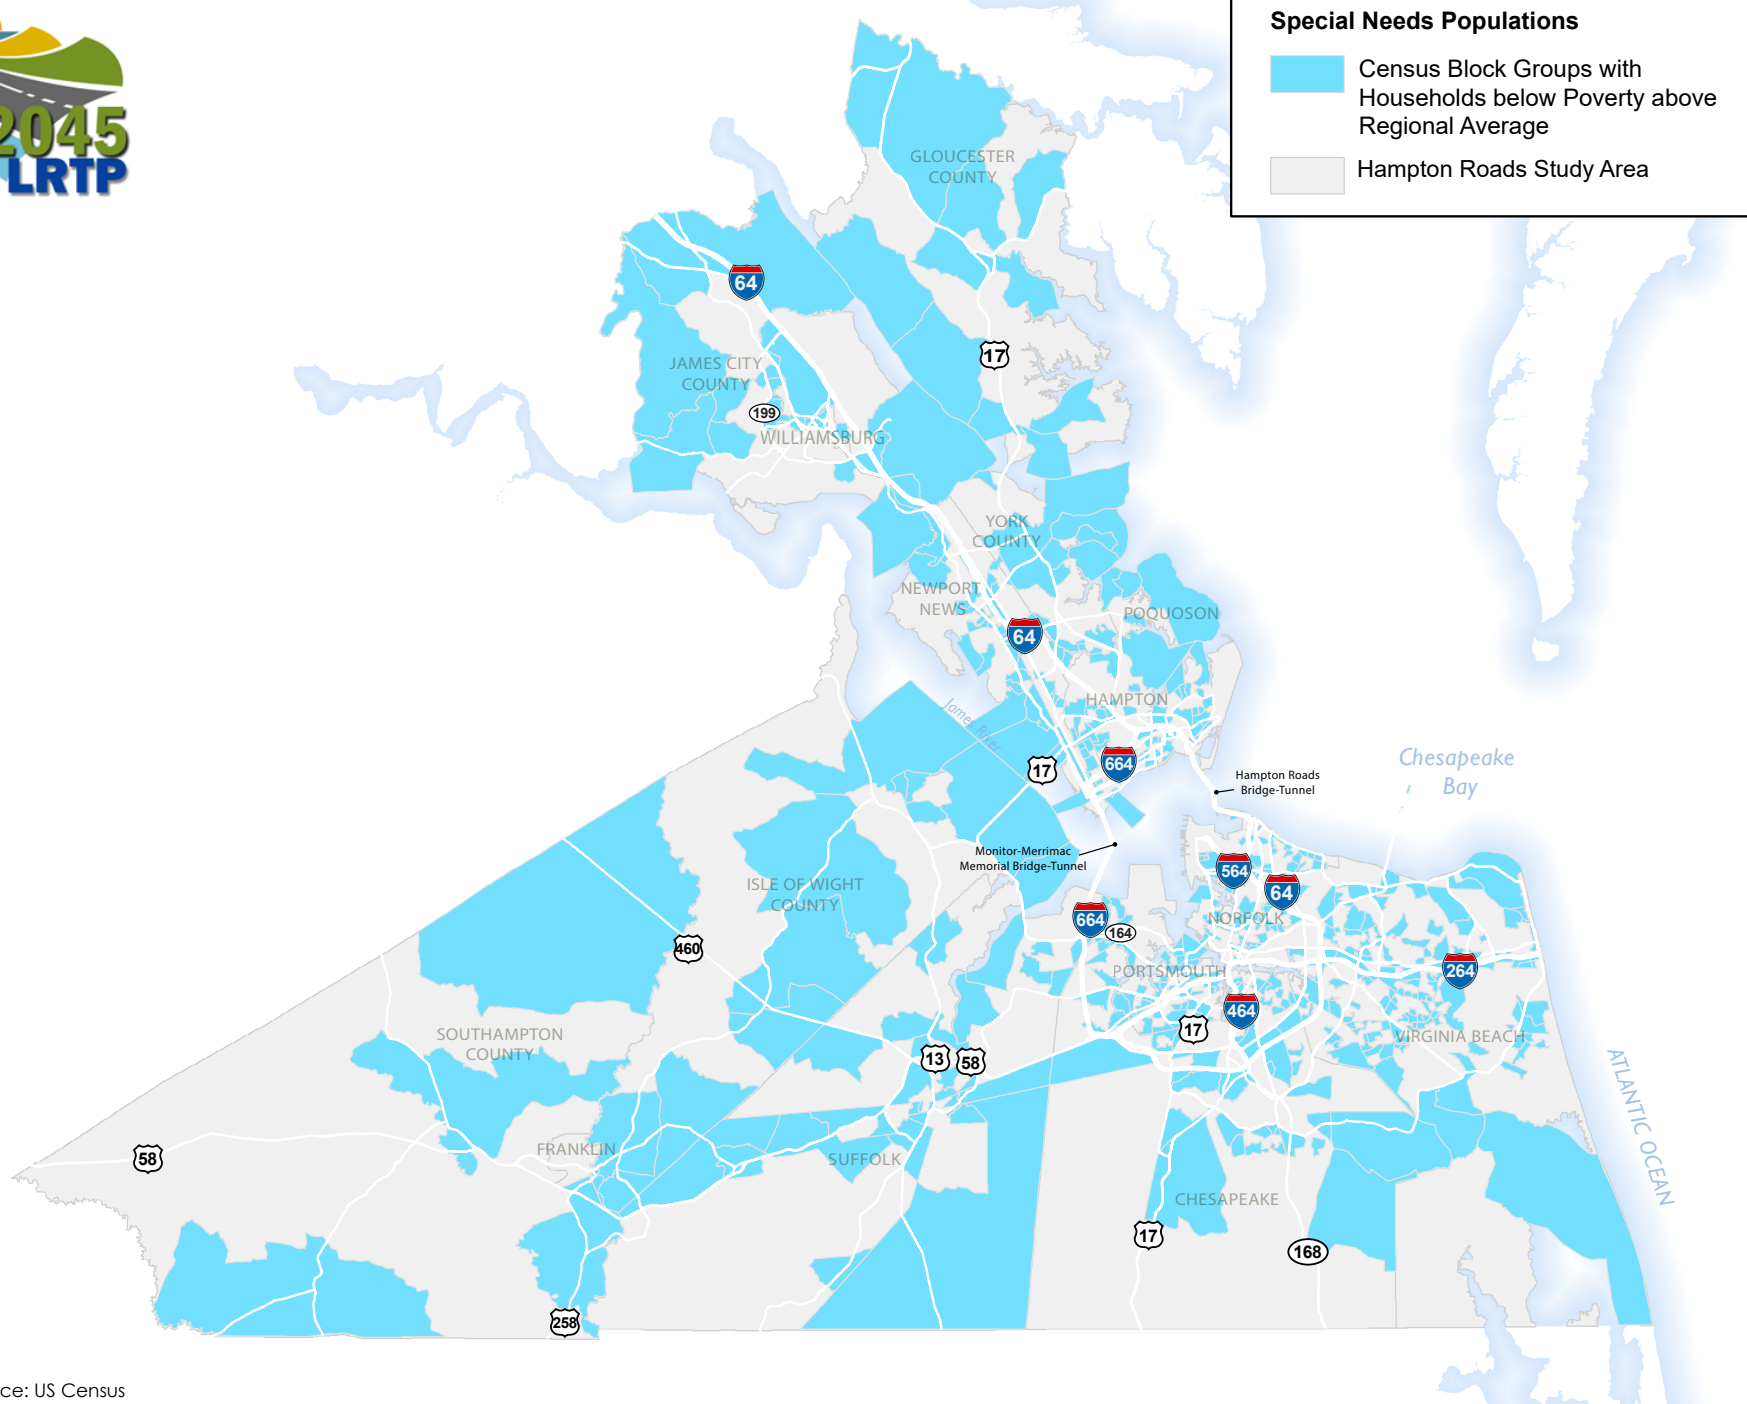 2045
LRTP
Special Needs Populations
Census Block Groups with
Households below Poverty above
Regional Average
Hampton Roads Study Area
GLOUCESTER
COUNTY
64
17
JAMES CITY
COUNTY
199
WILLIAMSBURG
YORK
COUNTY
NEWPORT
NEWS
64
POQUOSON
HAMPTON
James River
17
664
Hampton Roads
Bridge-Tunnel
Chesapeake
Bay
Monitor-Merrimac
Memorial Bridge-Tunnel
564
64
ISLE OF WIGHT
COUNTY
664
164
NORFOLK
460
PORTSMOUTH
264
464
17
SOUTHAMPTON
COUNTY
VIRGINIA BEACH
13
58
ATLANTIC OCEAN
58
FRANKLIN
SUFFOLK
CHESAPEAKE
17
168
258
ce: US Census